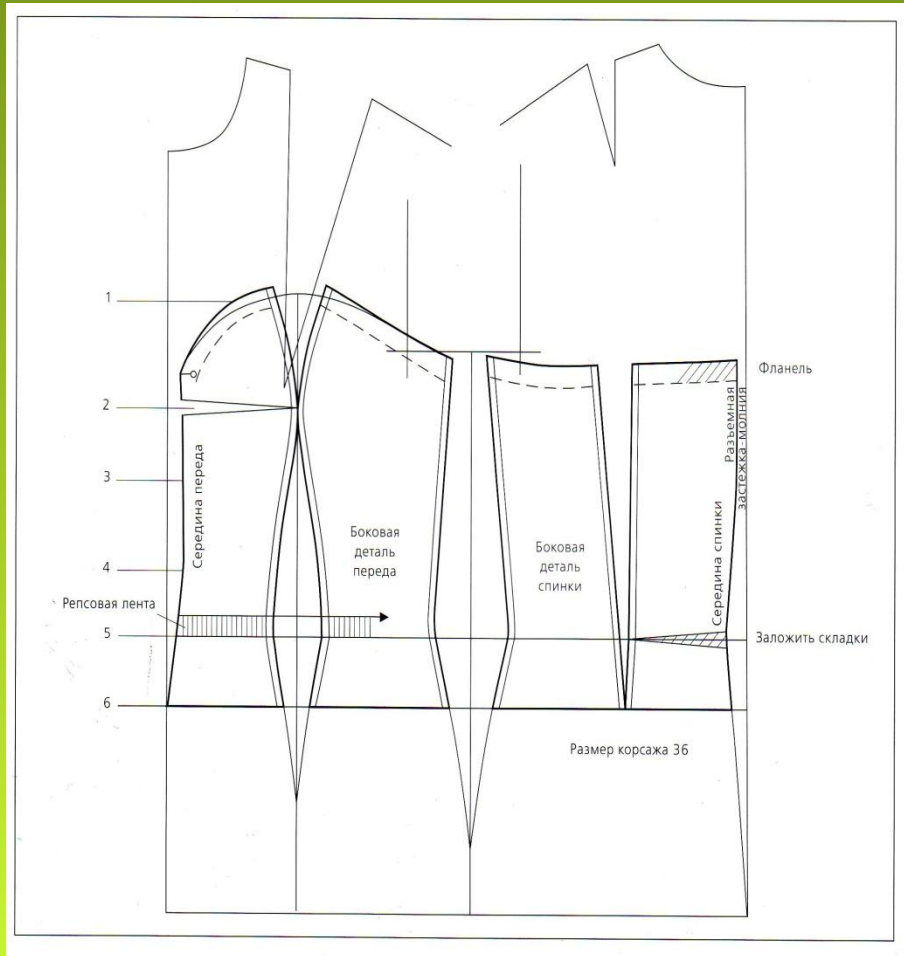 1
2
3
4
5
6
Середина переда
Репсовая лента
Боковая
деталь
переда
Боковая
деталь
спинки
Фланель
Разъемная
застежка-молния
Середина спинки
Заложить складки
Размер корсажа 36